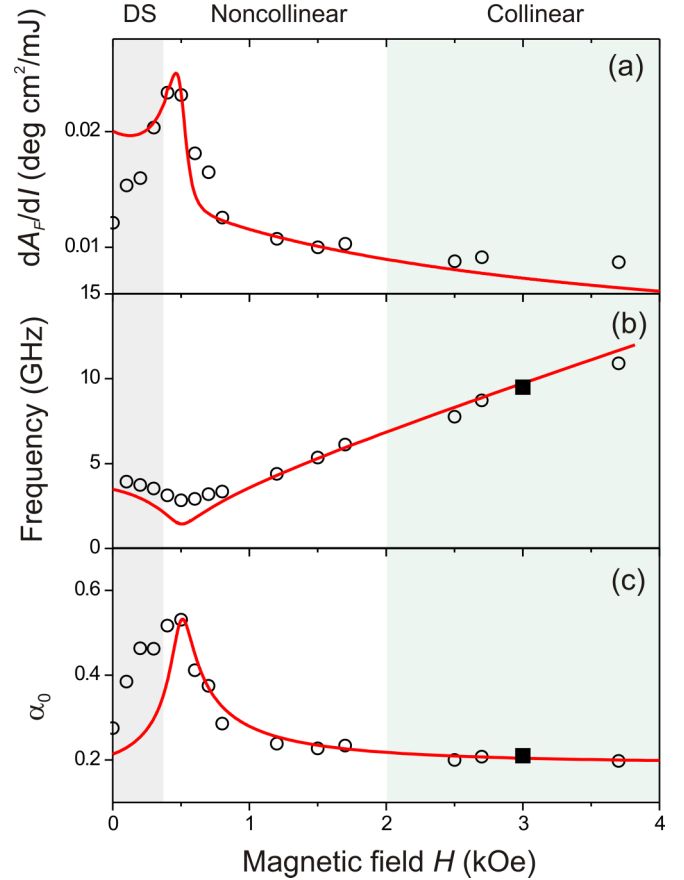 DS Noncollinear Collinear
(a)
dA_F/dI (deg cm²/mJ)
0.02
0.01
15
(b)
Frequency (GHz)
10
5
0
(c)
α₀
0.6
0.4
0.2
0 1 2 3 4
Magnetic field H (kOe)